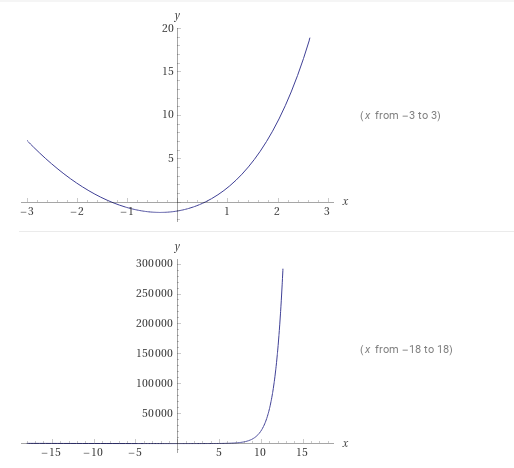 y
20
15
10
5
−3 −2 −1 1 2 3 x
(x from −3 to 3)
y
300000
250000
200000
150000
100000
50000
−15 −10 −5 5 10 15 x
(x from −18 to 18)